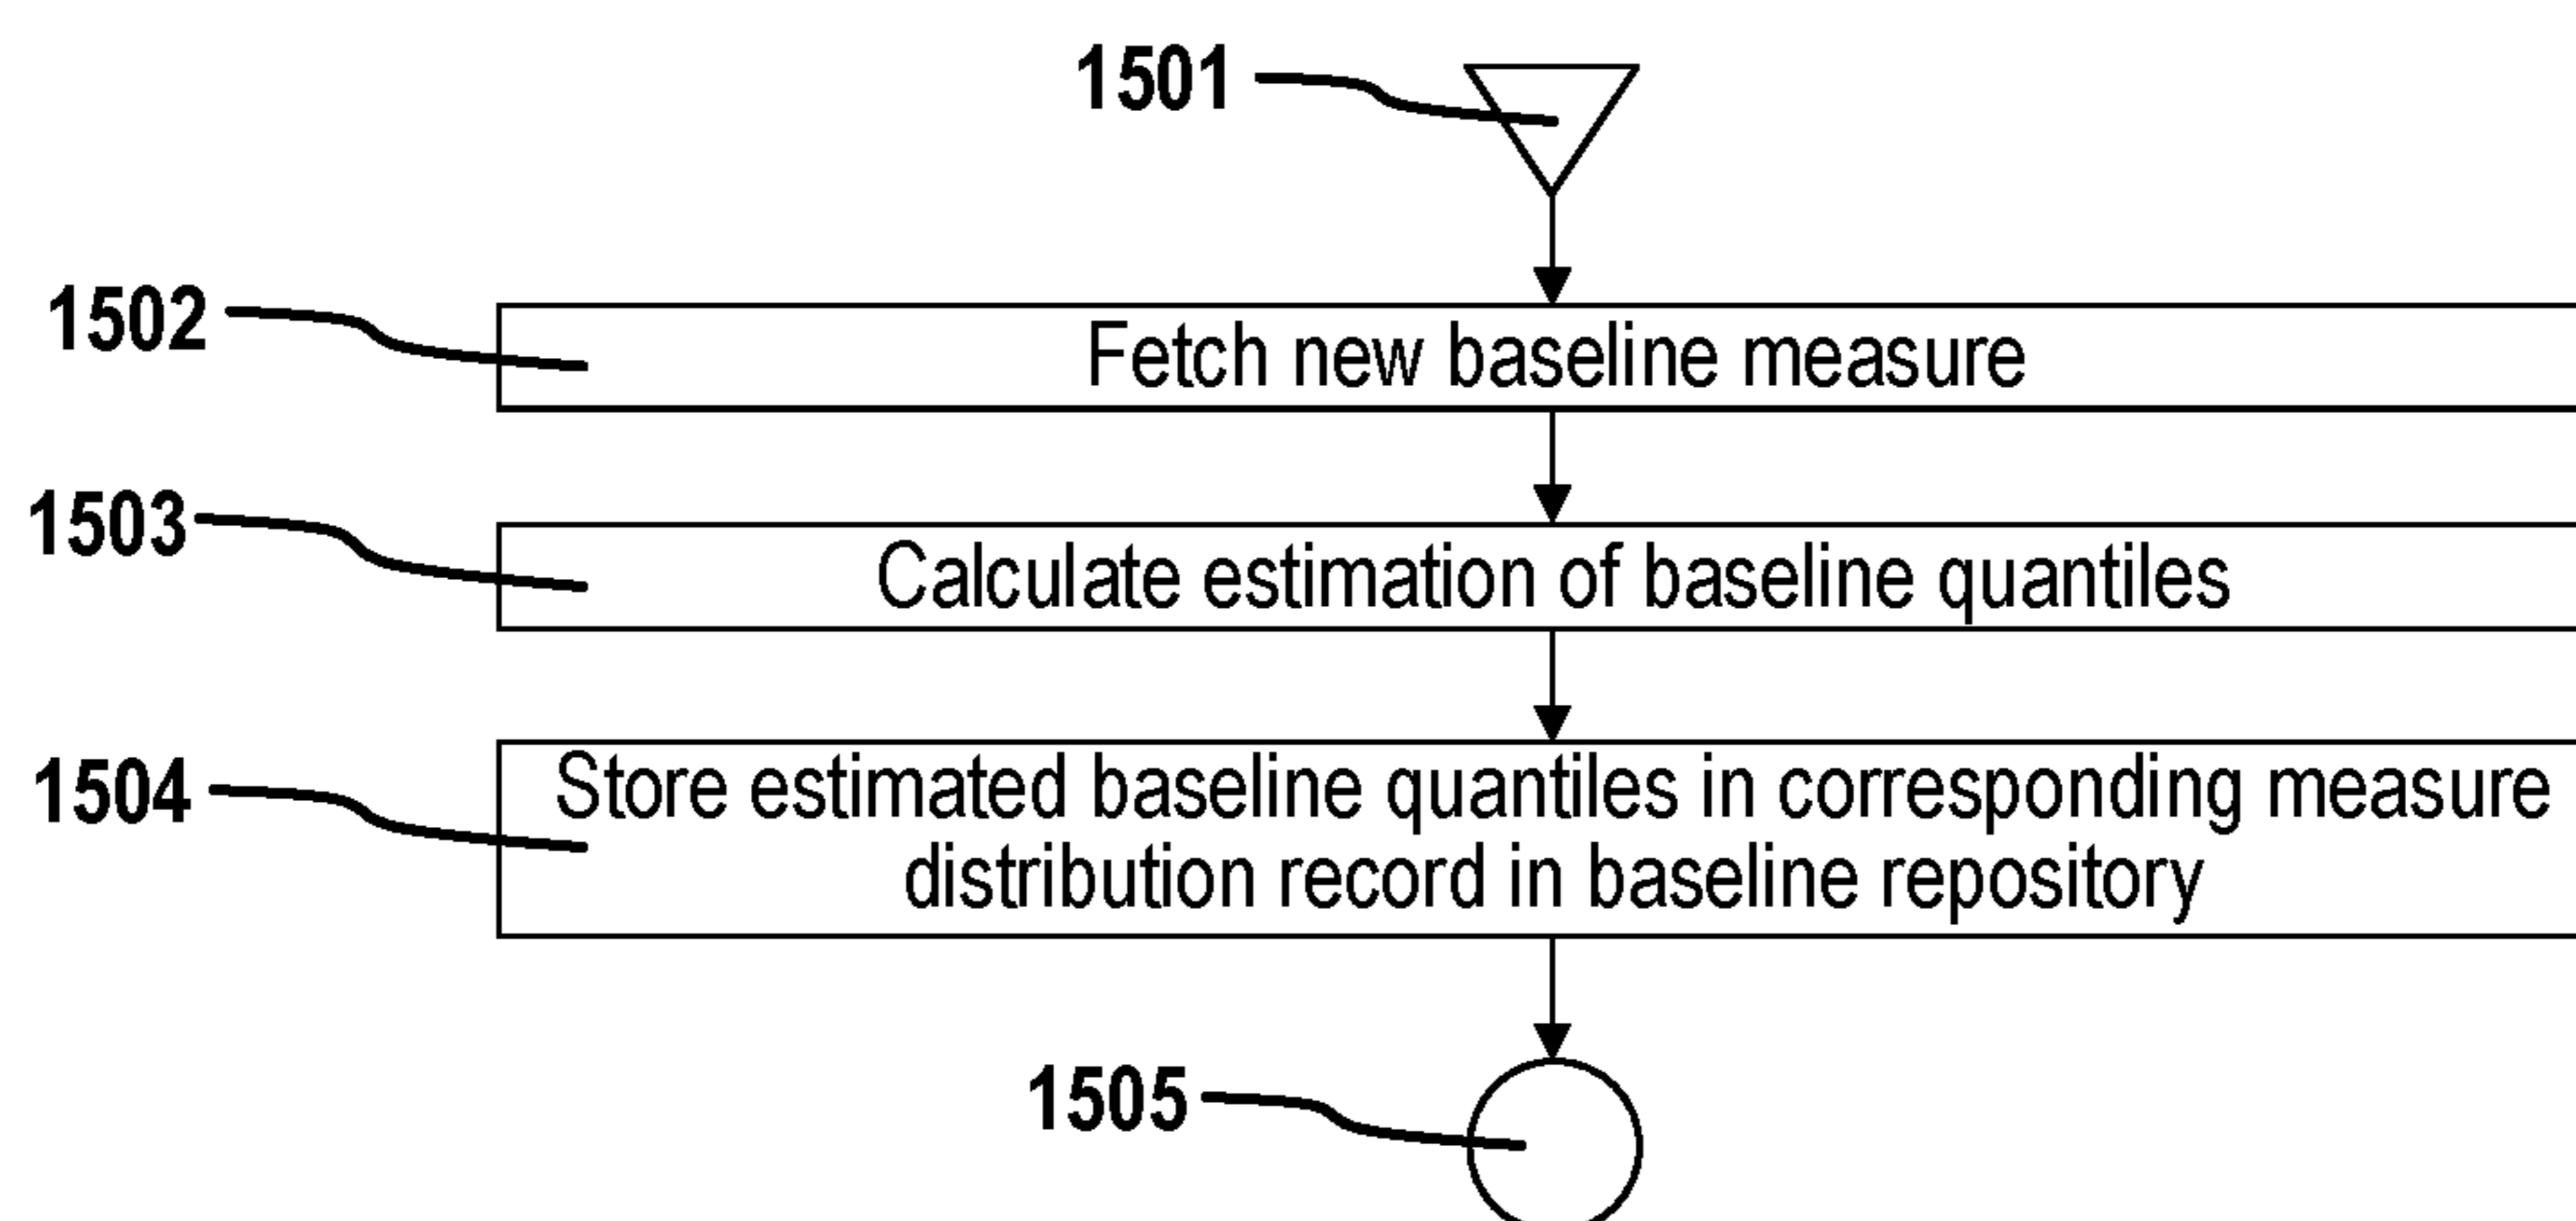 1501
1502
Fetch new baseline measure
1503
Calculate estimation of baseline quantiles
1504
Store estimated baseline quantiles in corresponding measure
distribution record in baseline repository
1505